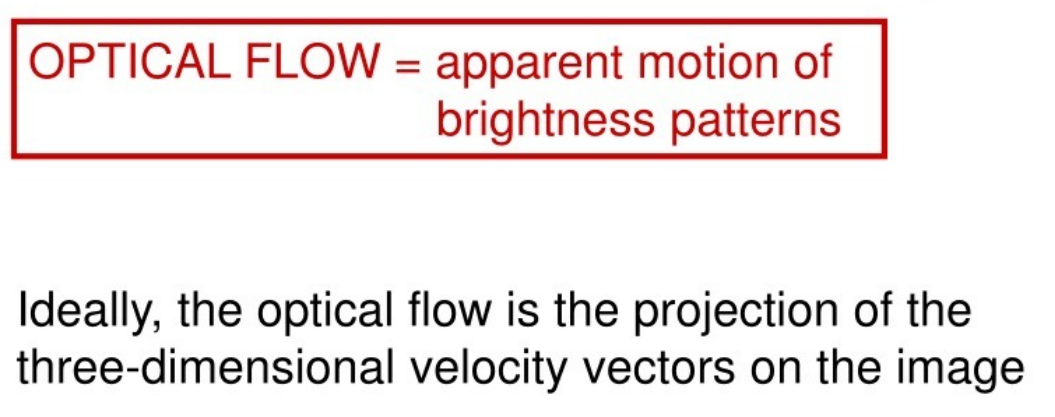 OPTICAL FLOW = apparent motion of
brightness patterns
Ideally, the optical flow is the projection of the
three-dimensional velocity vectors on the image